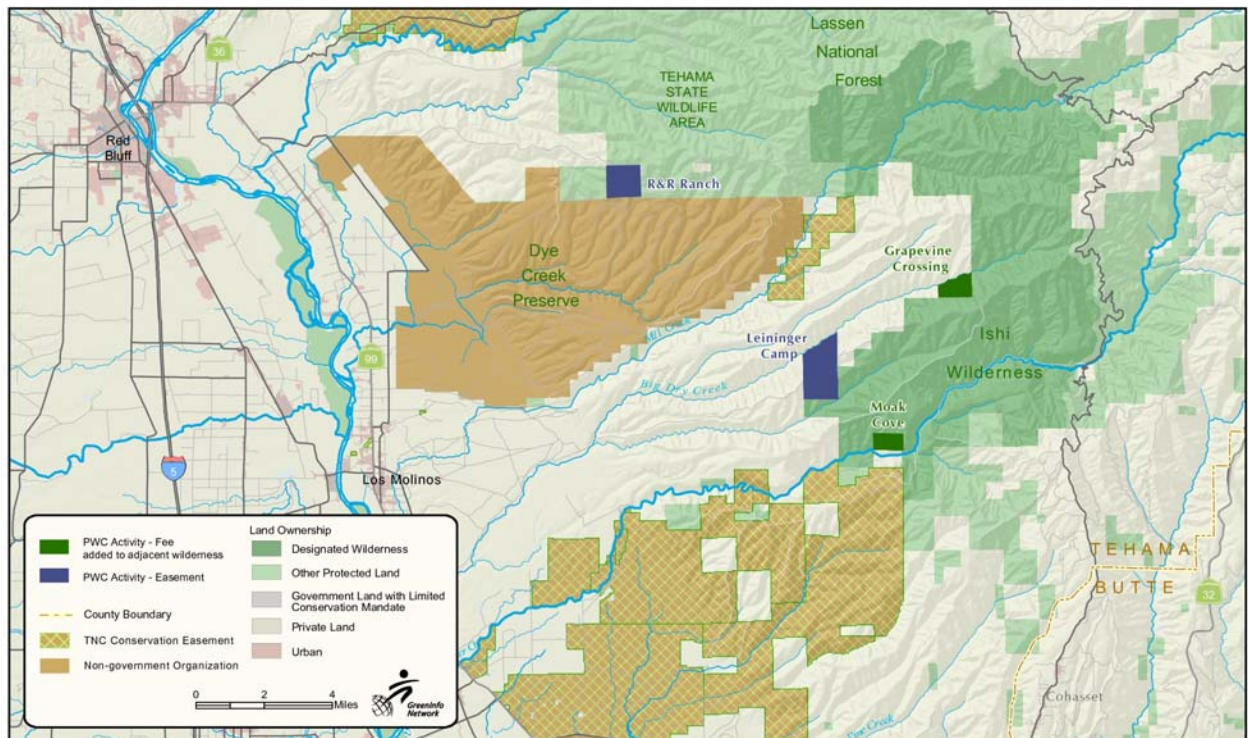 Lassen
National
Forest
36
TEHAMA
STATE
WILDLIFE
AREA
Red
Bluff
R&R Ranch
Grapevine
Crossing
Dye
Creek
Preserve
Mill Creek
Leininger
Camp
Ishi
Wilderness
99
Big Dry Creek
Moak
Cove
5
Los Molinos
TEHAMA
BUTTE
32
Cohasset
PWC Activity - Fee
added to adjacent wilderness
PWC Activity - Easement
County Boundary
TNC Conservation Easement
Non-government Organization
Land Ownership
Designated Wilderness
Other Protected Land
Government Land with Limited
Conservation Mandate
Private Land
Urban
0 2 4
Miles
GreenInfo
Network
Creek